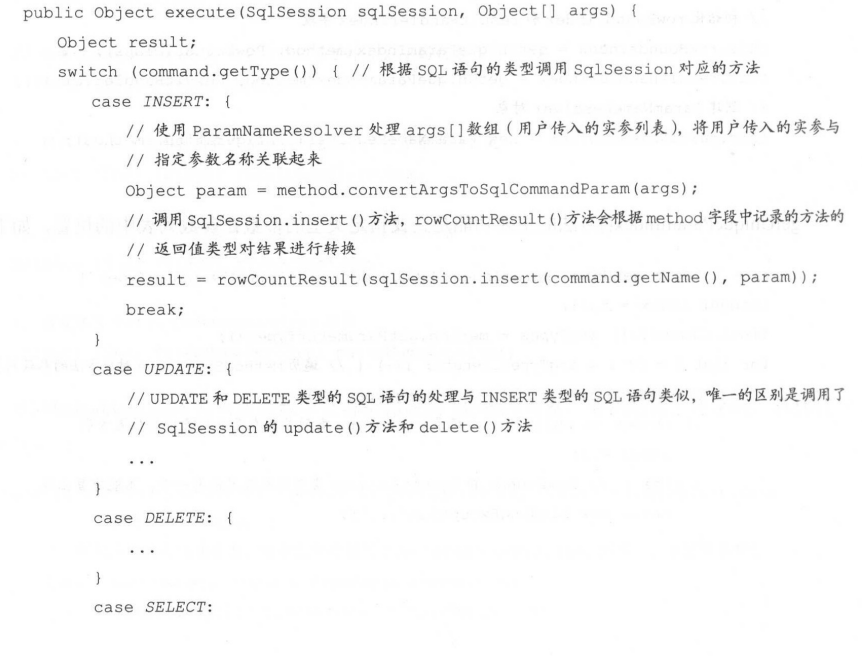 public Object execute(SqlSession sqlSession, Object[] args) {
Object result;
switch (command.getType()) { // 根据 SQL 语句的类型调用 SqlSession 对应的方法
case INSERT: {
// 使用 ParamNameResolver 处理 args[]数组（用户传入的实参列表），将用户传入的实参与
// 指定参数名称关联起来
Object param = method.convertArgsToSqlCommandParam(args);
// 调用 SqlSession.insert()方法，rowCountResult()方法会根据 method 字段中记录的方法的
// 返回值类型对结果进行转换
result = rowCountResult(sqlSession.insert(command.getName(), param));
break;
}
case UPDATE: {
// UPDATE 和 DELETE 类型的 SQL 语句的处理与 INSERT 类型的 SQL 语句类似，唯一的区别是调用了
// SqlSession 的 update()方法和 delete()方法
...
}
case DELETE: {
...
}
case SELECT: